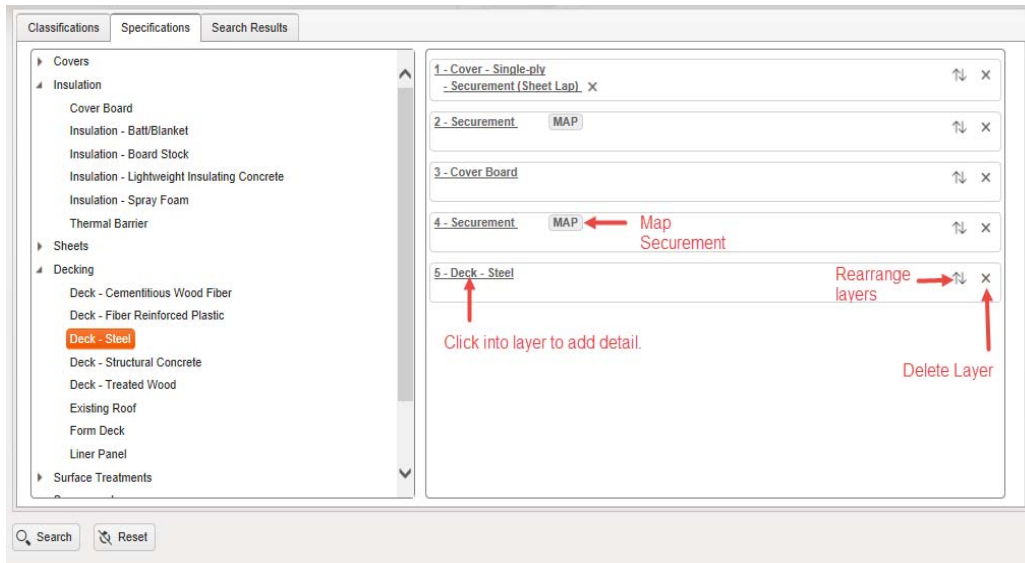 Classifications
Specifications
Search Results
Covers
Insulation
Cover Board
Insulation - Batt/Blanket
Insulation - Board Stock
Insulation - Lightweight Insulating Concrete
Insulation - Spray Foam
Thermal Barrier
Sheets
Decking
Deck - Cementitious Wood Fiber
Deck - Fiber Reinforced Plastic
Deck - Steel
Deck - Structural Concrete
Deck - Treated Wood
Existing Roof
Form Deck
Liner Panel
Surface Treatments
1 - Cover - Single-ply
- Securement (Sheet Lap)
2 - Securement MAP
3 - Cover Board
4 - Securement MAP
Map
Securement
5 - Deck - Steel
Rearrange
layers
Click into layer to add detail.
Delete Layer
Search
Reset